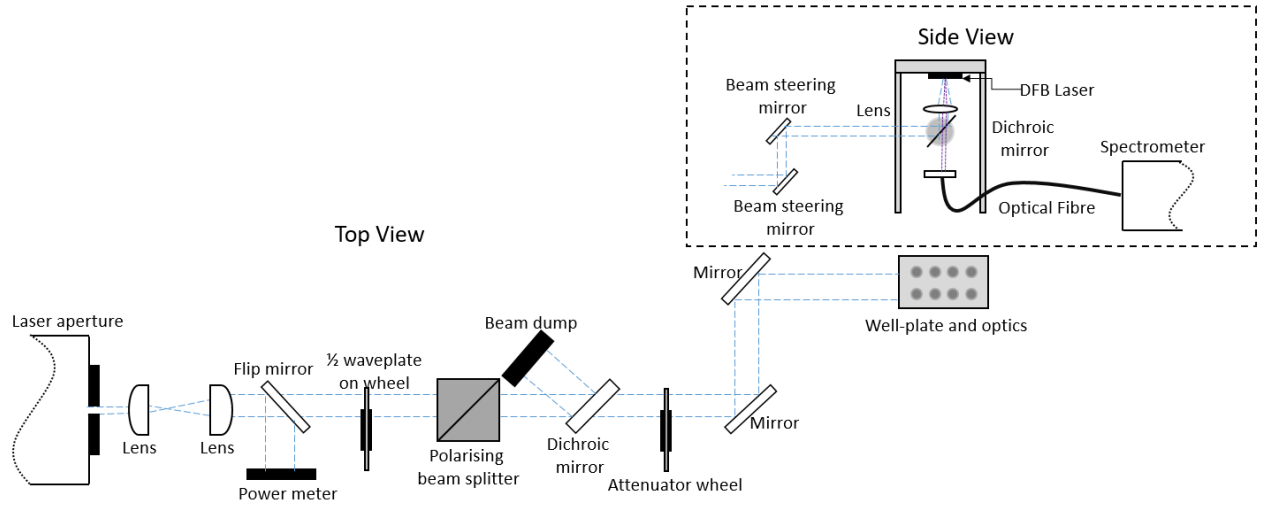 Side View
Beam steering
mirror
Lens
DFB Laser
Dichroic
mirror
Spectrometer
Beam steering
mirror
Optical Fibre
Top View
Mirror
Well-plate and optics
Laser aperture
Beam dump
Flip mirror
½ waveplate
on wheel
Lens
Lens
Power meter
Polarising
beam splitter
Dichroic
mirror
Mirror
Attenuator wheel